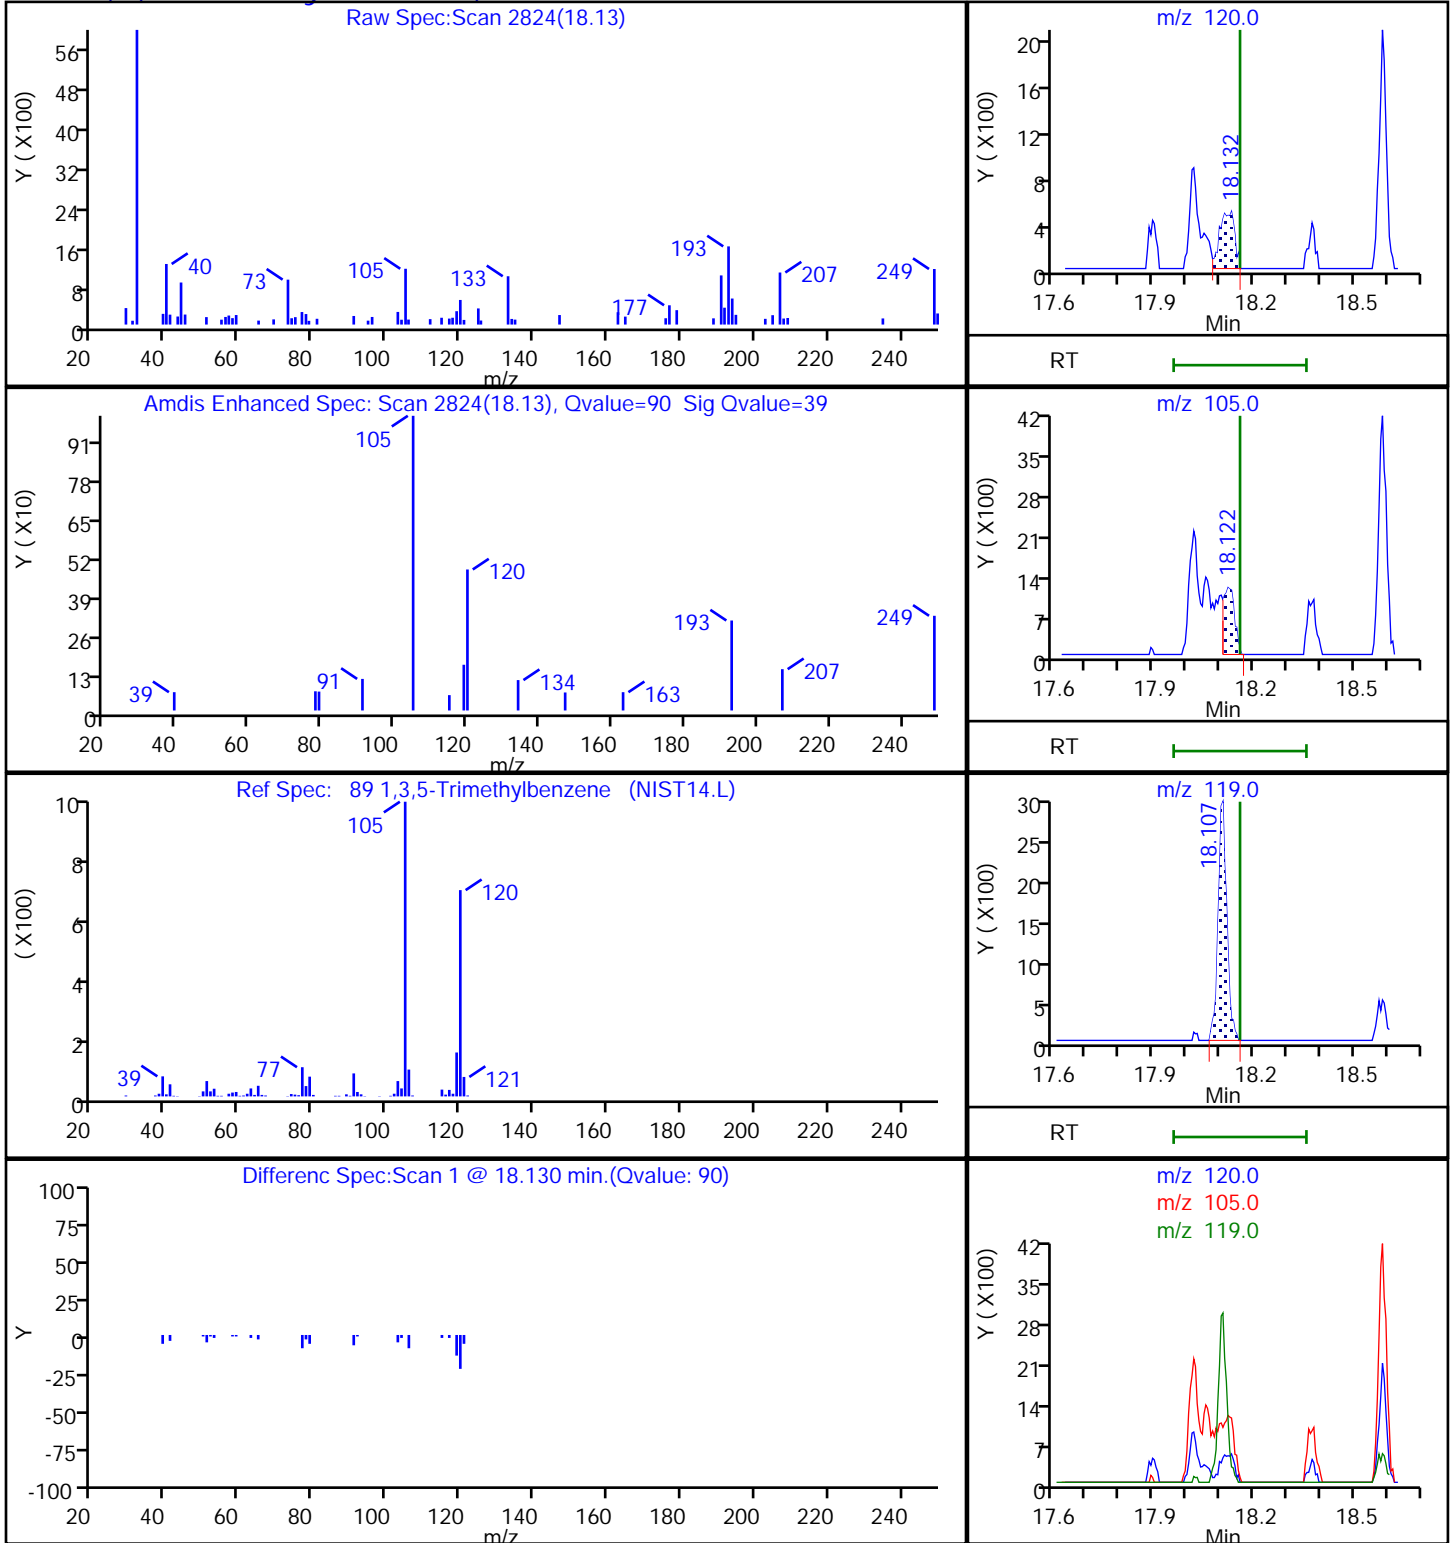 Raw Spec:Scan 2824(18.13)
56
48
40
32
24
16
8
0
Y ( X100)
40
73
105
133
177
193
207
249
20 40 60 80 100 120 140 160 180 200 220 240
m/z
m/z 120.0
20
16
12
8
4
0
Y ( X100)
18.132
17.6 17.9 18.2 18.5
Min
RT
Amdis Enhanced Spec: Scan 2824(18.13), Qvalue=90 Sig Qvalue=39
91
78
65
52
39
26
13
0
Y ( X10)
39
91
105
120
134
163
193
207
249
20 40 60 80 100 120 140 160 180 200 220 240
m/z
m/z 105.0
42
35
28
21
14
7
0
Y ( X100)
18.122
17.6 17.9 18.2 18.5
Min
RT
Ref Spec: 89 1,3,5-Trimethylbenzene (NIST14.L)
10
8
6
4
2
0
( X100)
39
77
105
120
121
20 40 60 80 100 120 140 160 180 200 220 240
m/z
m/z 119.0
30
25
20
15
10
5
0
Y ( X100)
18.107
17.6 17.9 18.2 18.5
Min
RT
Differenc Spec:Scan 1 @ 18.130 min.(Qvalue: 90)
100
75
50
25
0
-25
-50
-75
-100
Y
20 40 60 80 100 120 140 160 180 200 220 240
m/z
m/z 120.0
m/z 105.0
m/z 119.0
42
35
28
21
14
7
0
Y ( X100)
17.6 17.9 18.2 18.5
Min